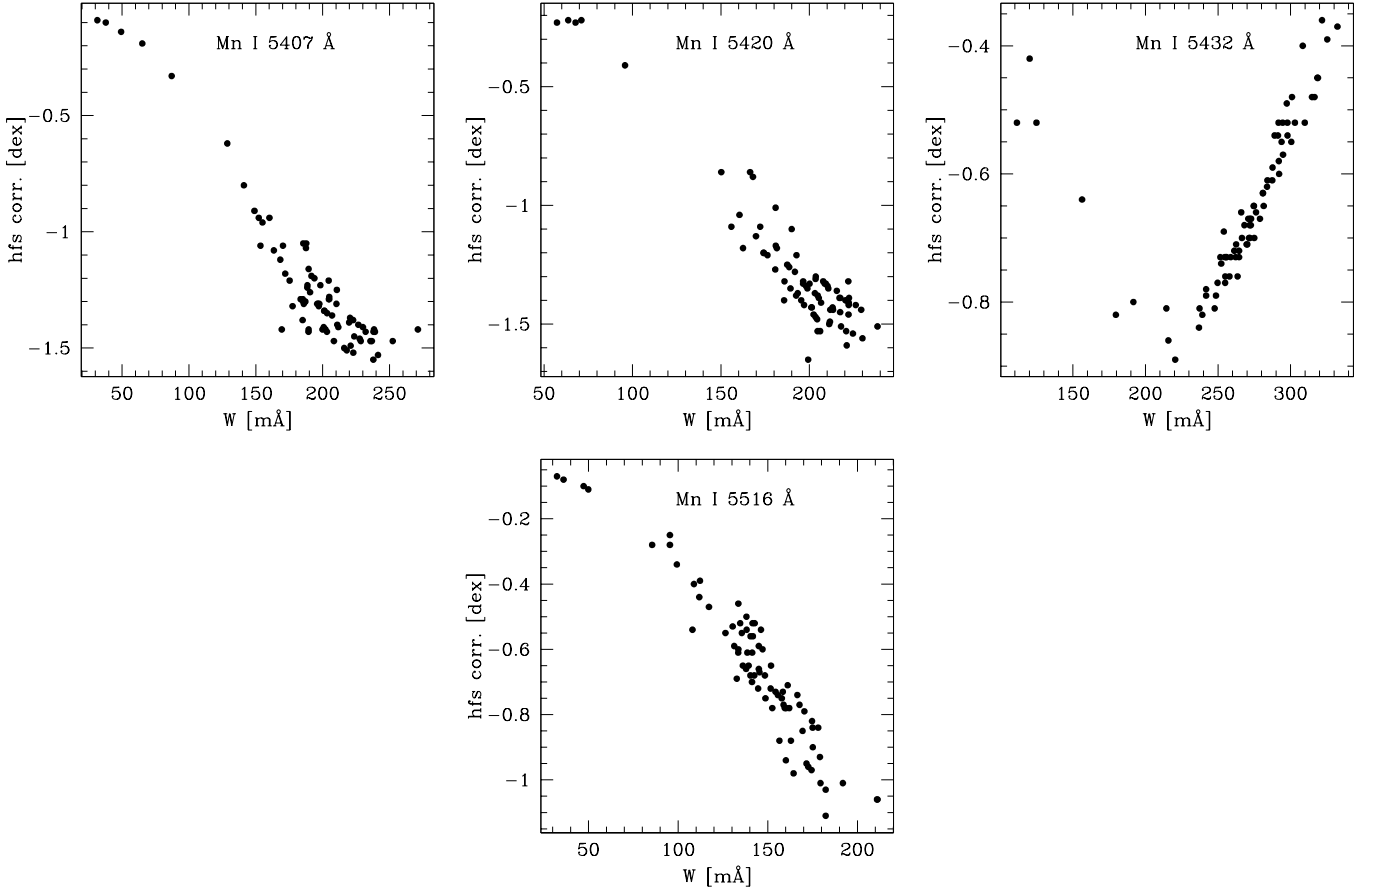 Mn I 5407 Å
hfs corr. [dex]
−0.5
−1
−1.5
50 100 150 200 250
W [mÅ]
Mn I 5420 Å
hfs corr. [dex]
−0.5
−1
−1.5
50 100 150 200
W [mÅ]
Mn I 5432 Å
hfs corr. [dex]
−0.4
−0.6
−0.8
150 200 250 300
W [mÅ]
Mn I 5516 Å
hfs corr. [dex]
−0.2
−0.4
−0.6
−0.8
−1
50 100 150 200
W [mÅ]